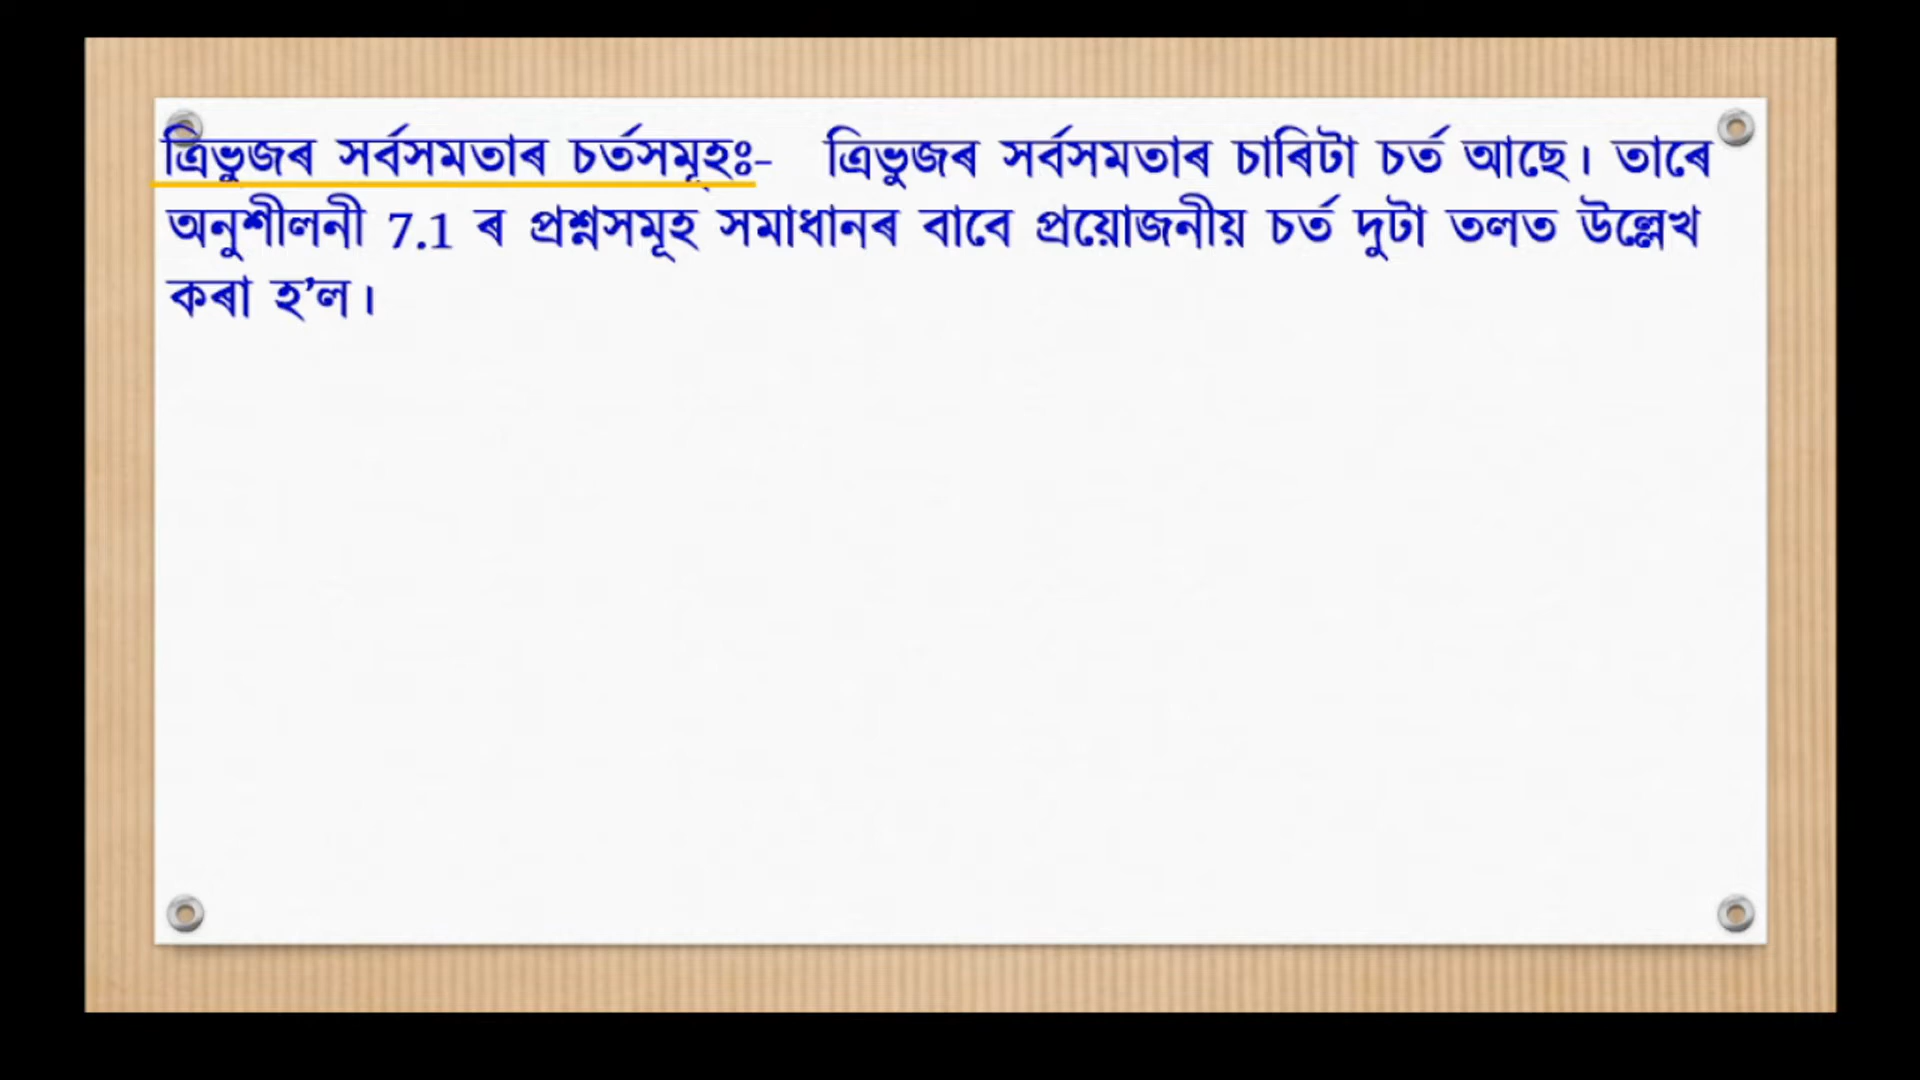 ত্ৰিভুজৰ সৰ্বসমতাৰ চৰ্তসমূহঃ- ত্ৰিভুজৰ সৰ্বসমতাৰ চাৰিটা চৰ্ত আছে। তাৰে
অনুশীলনী 7.1 ৰ প্ৰশ্নসমূহ সমাধানৰ বাবে প্ৰয়োজনীয় চৰ্ত দুটা তলত উল্লেখ
কৰা হ’ল।